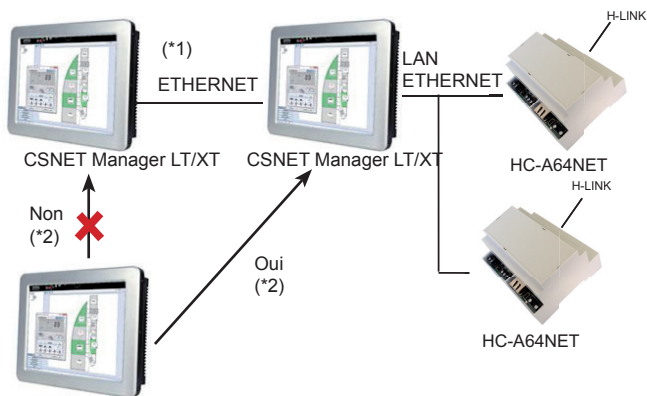 H-LINK
(*1)
ETHERNET
LAN
ETHERNET
CSNET Manager LT/XT
CSNET Manager LT/XT
HC-A64NET
H-LINK
Non
(*2)
Oui
(*2)
HC-A64NET